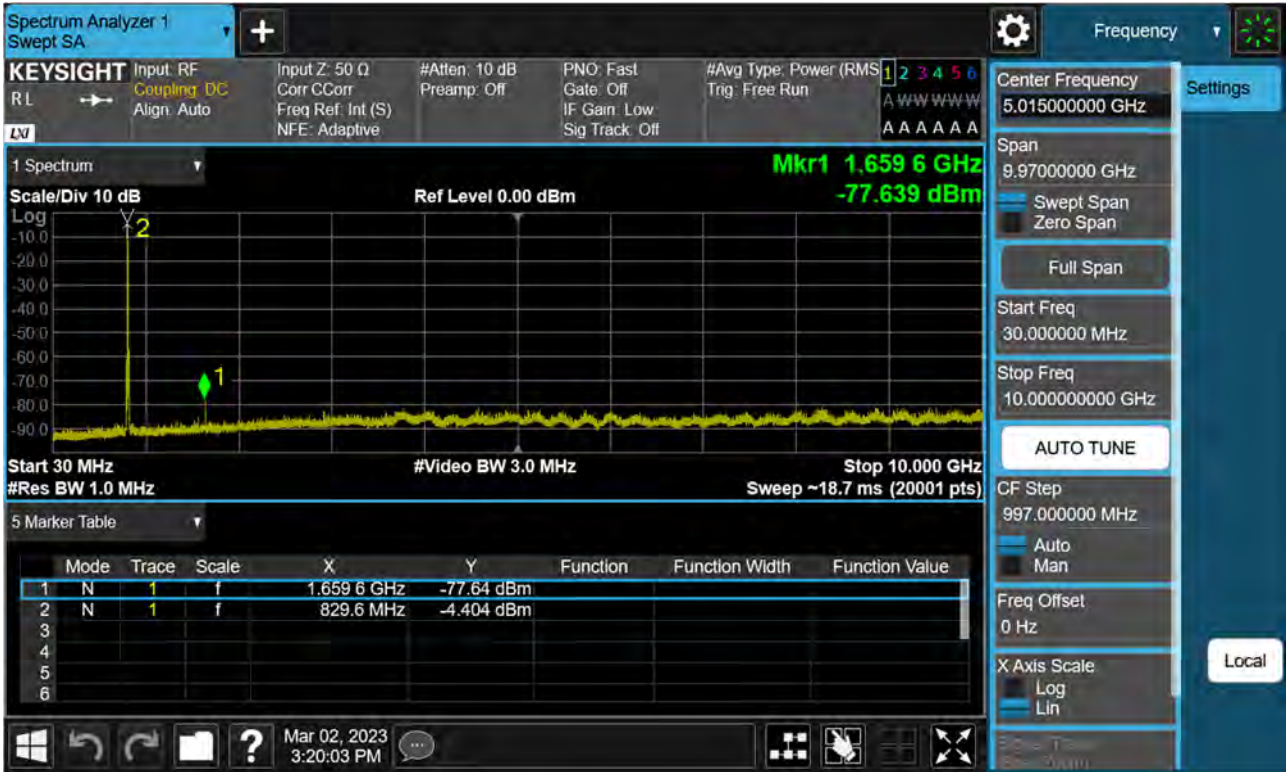 Spectrum Analyzer 1
Swept SA
Frequency
KEYSIGHT
R L
LXI
Input: RF
Coupling: DC
Align: Auto
Input Z: 50 Ω
Corr CCorr
Freq Ref: Int (S)
NFE: Adaptive
#Atten: 10 dB
Preamp: Off
PNO: Fast
Gate: Off
IF Gain: Low
Sig Track: Off
#Avg Type: Power (RMS
Trig: Free Run
1 2 3 4 5 6
A W W W W W
A A A A A A
1 Spectrum
Mkr1 1.659 6 GHz
-77.639 dBm
Scale/Div 10 dB
Ref Level 0.00 dBm
Log
-10.0
-20.0
-30.0
-40.0
-50.0
-60.0
-70.0
-80.0
-90.0
2
1
Start 30 MHz
#Video BW 3.0 MHz
Stop 10.000 GHz
#Res BW 1.0 MHz
Sweep ~18.7 ms (20001 pts)
5 Marker Table
Mode Trace Scale X Y Function Function Width Function Value
1 N 1 f 1.659 6 GHz -77.64 dBm
2 N 1 f 829.6 MHz -4.404 dBm
3
4
5
6
Mar 02, 2023
3:20:03 PM
?
Center Frequency
5.015000000 GHz
Settings
Span
9.97000000 GHz
Swept Span
Zero Span
Full Span
Start Freq
30.000000 MHz
Stop Freq
10.000000000 GHz
AUTO TUNE
CF Step
997.000000 MHz
Auto
Man
Freq Offset
0 Hz
X Axis Scale
Log
Lin
Local